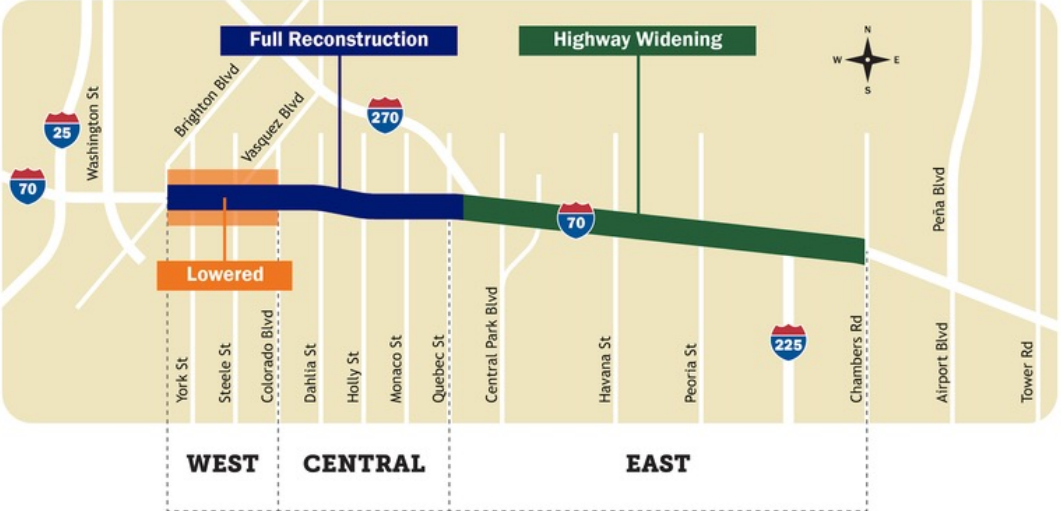 Full Reconstruction
Highway Widening
N
W
E
S
25
Washington St
Brighton Blvd
Vasquez Blvd
270
70
Peña Blvd
70
Lowered
York St
Steele St
Colorado Blvd
Dahlia St
Holly St
Monaco St
Quebec St
Central Park Blvd
Havana St
Peoria St
225
Chambers Rd
Airport Blvd
Tower Rd
WEST
CENTRAL
EAST